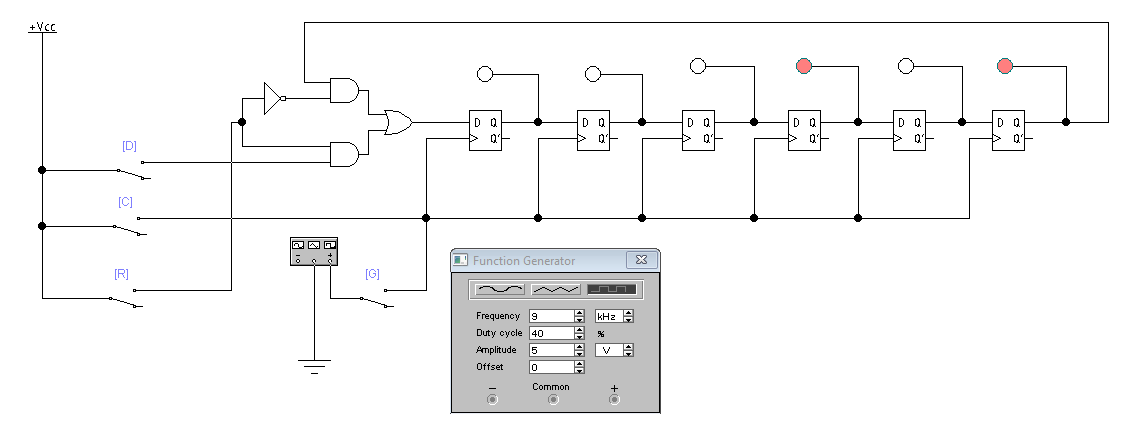 +Vcc
D Q
Q'
D Q
Q'
D Q
Q'
D Q
Q'
D Q
Q'
D Q
Q'
[D]
[C]
[R]
[G]
− +
Function Generator
Frequency 9 kHz
Duty cycle 40 %
Amplitude 5 V
Offset 0
− Common +